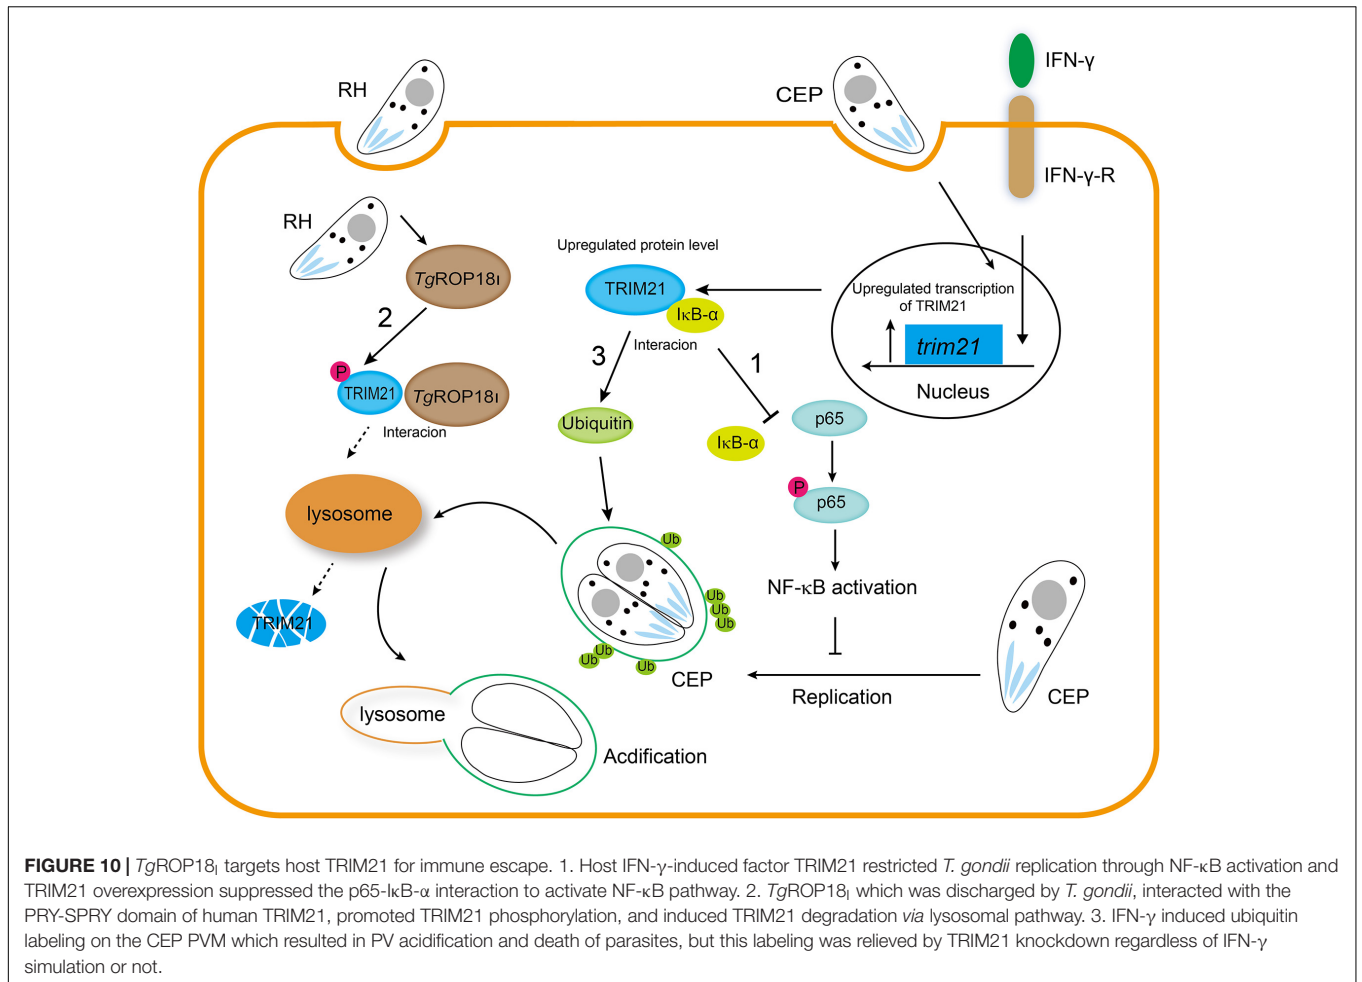 RH
CEP
IFN-γ
IFN-γ-R
RH
TgROP18I
2
P
TRIM21
TgROP18I
Interacion
lysosome
TRIM21
lysosome
Acdification
Upregulated protein level
TRIM21
IκB-α
Interacion
3
1
Ubiquitin
IκB-α
p65
P
p65
NF-κB activation
Upregulated transcription
of TRIM21
trim21
Nucleus
Ub
Ub
Ub
Ub
Ub
Ub
Ub
CEP
Replication
CEP
FIGURE 10 | TgROP18I targets host TRIM21 for immune escape. 1. Host IFN-γ-induced factor TRIM21 restricted T. gondii replication through NF-κB activation and
TRIM21 overexpression suppressed the p65-IκB-α interaction to activate NF-κB pathway. 2. TgROP18I which was discharged by T. gondii, interacted with the
PRY-SPRY domain of human TRIM21, promoted TRIM21 phosphorylation, and induced TRIM21 degradation via lysosomal pathway. 3. IFN-γ induced ubiquitin
labeling on the CEP PVM which resulted in PV acidification and death of parasites, but this labeling was relieved by TRIM21 knockdown regardless of IFN-γ
simulation or not.